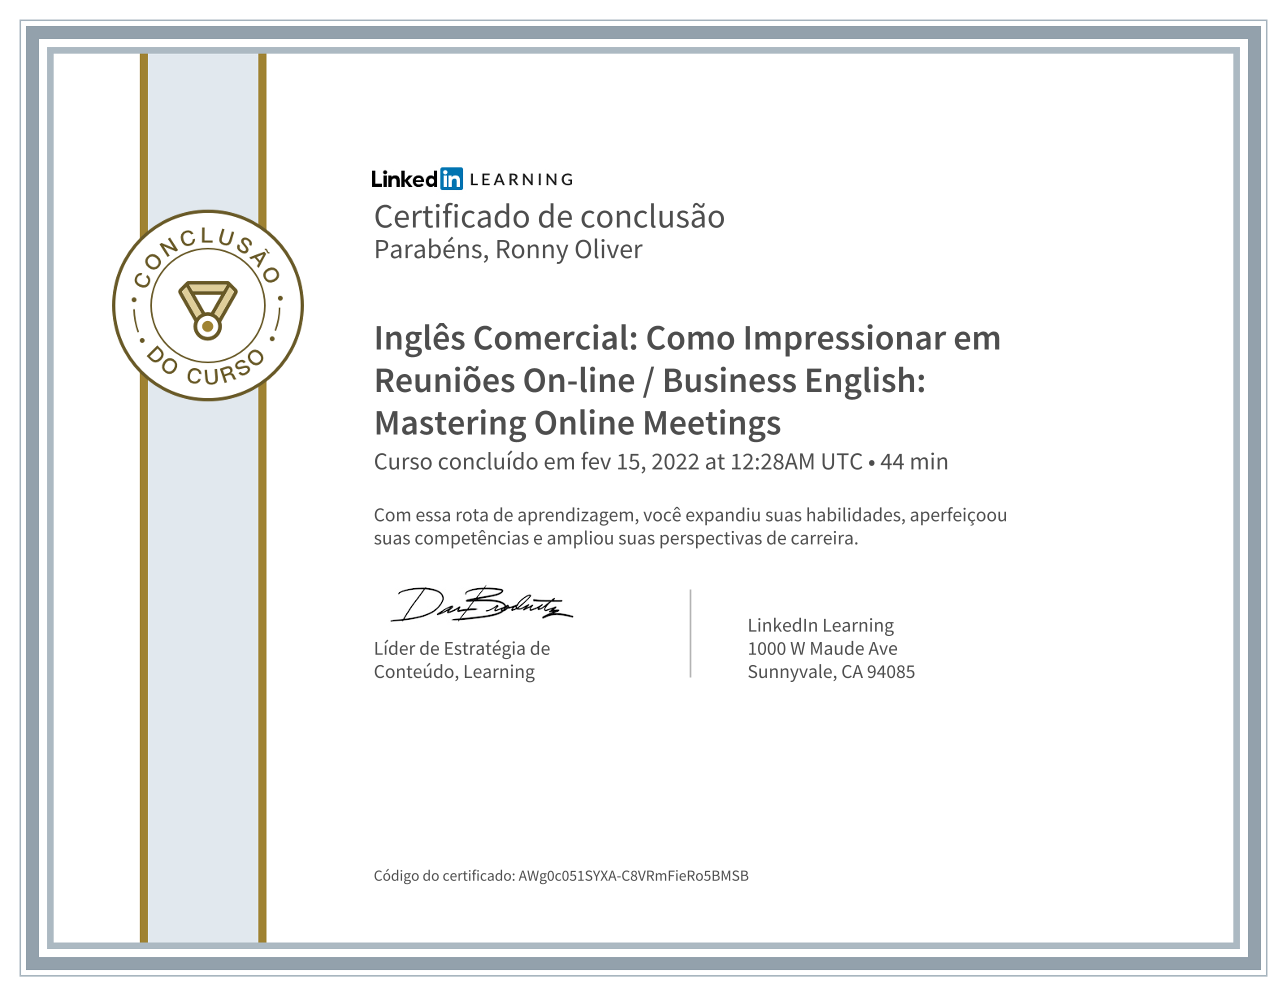 LinkedIn LEARNING
Certificado de conclusão
Parabéns, Ronny Oliver
CONCLUSÃO
DO CURSO
Inglês Comercial: Como Impressionar em
Reuniões On-line / Business English:
Mastering Online Meetings
Curso concluído em fev 15, 2022 at 12:28AM UTC • 44 min
Com essa rota de aprendizagem, você expandiu suas habilidades, aperfeiçoou
suas competências e ampliou suas perspectivas de carreira.
Dan Brodnitz
Líder de Estratégia de
Conteúdo, Learning
LinkedIn Learning
1000 W Maude Ave
Sunnyvale, CA 94085
Código do certificado: AWg0c051SYXA-C8VRmFieRo5BMSB